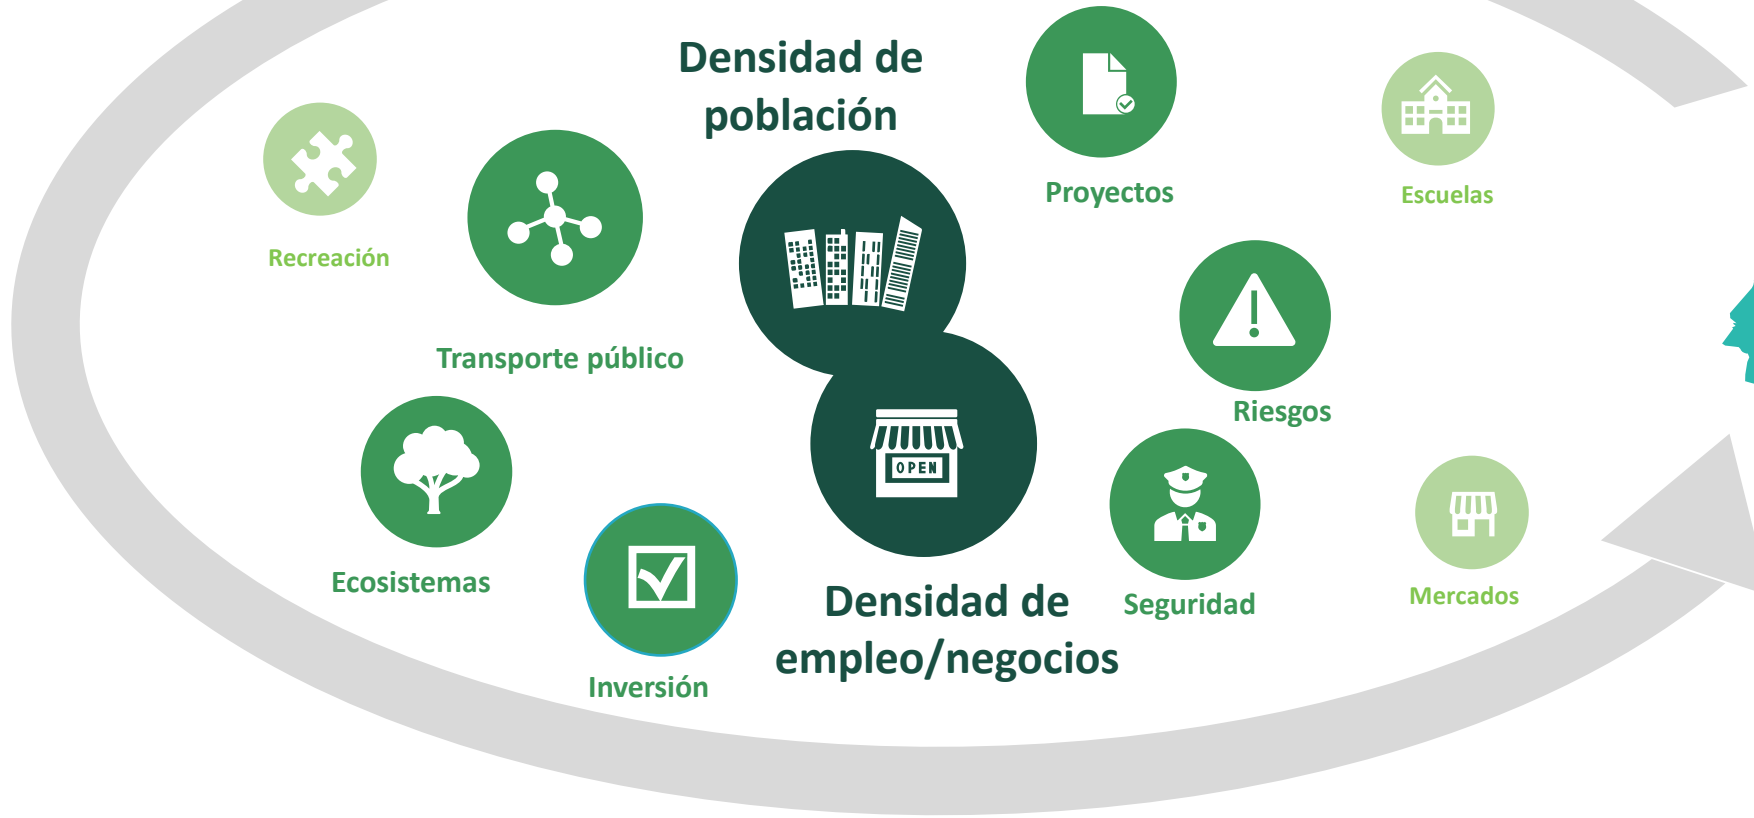 Densidad de
población
Proyectos
Escuelas
Recreación
Transporte público
Riesgos
OPEN
Ecosistemas
Inversión
Densidad de
empleo/negocios
Seguridad
Mercados